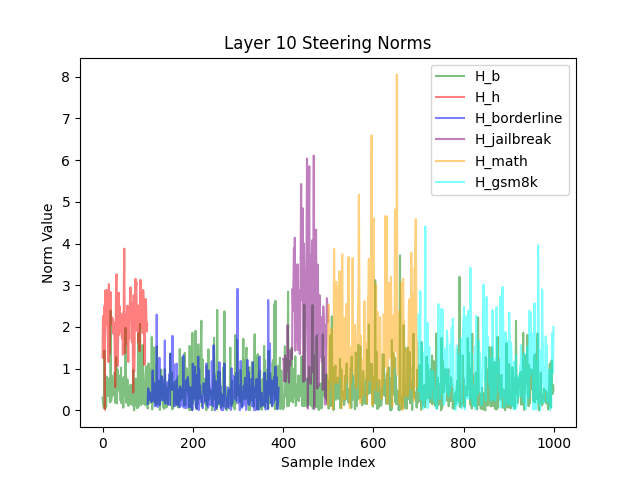 Layer 10 Steering Norms
Norm Value
8
7
6
5
4
3
2
1
0
H_b
H_h
H_borderline
H_jailbreak
H_math
H_gsm8k
0
200
400
600
800
1000
Sample Index